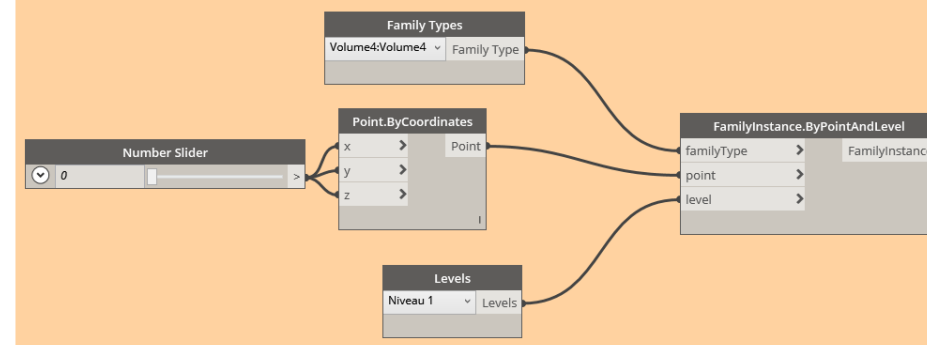 Family Types
Volume4:Volume4 Family Type
Point.ByCoordinates
x Point
y
z
Number Slider
0 >
FamilyInstance.ByPointAndLevel
familyType FamilyInstance
point
level
Levels
Niveau 1 Levels